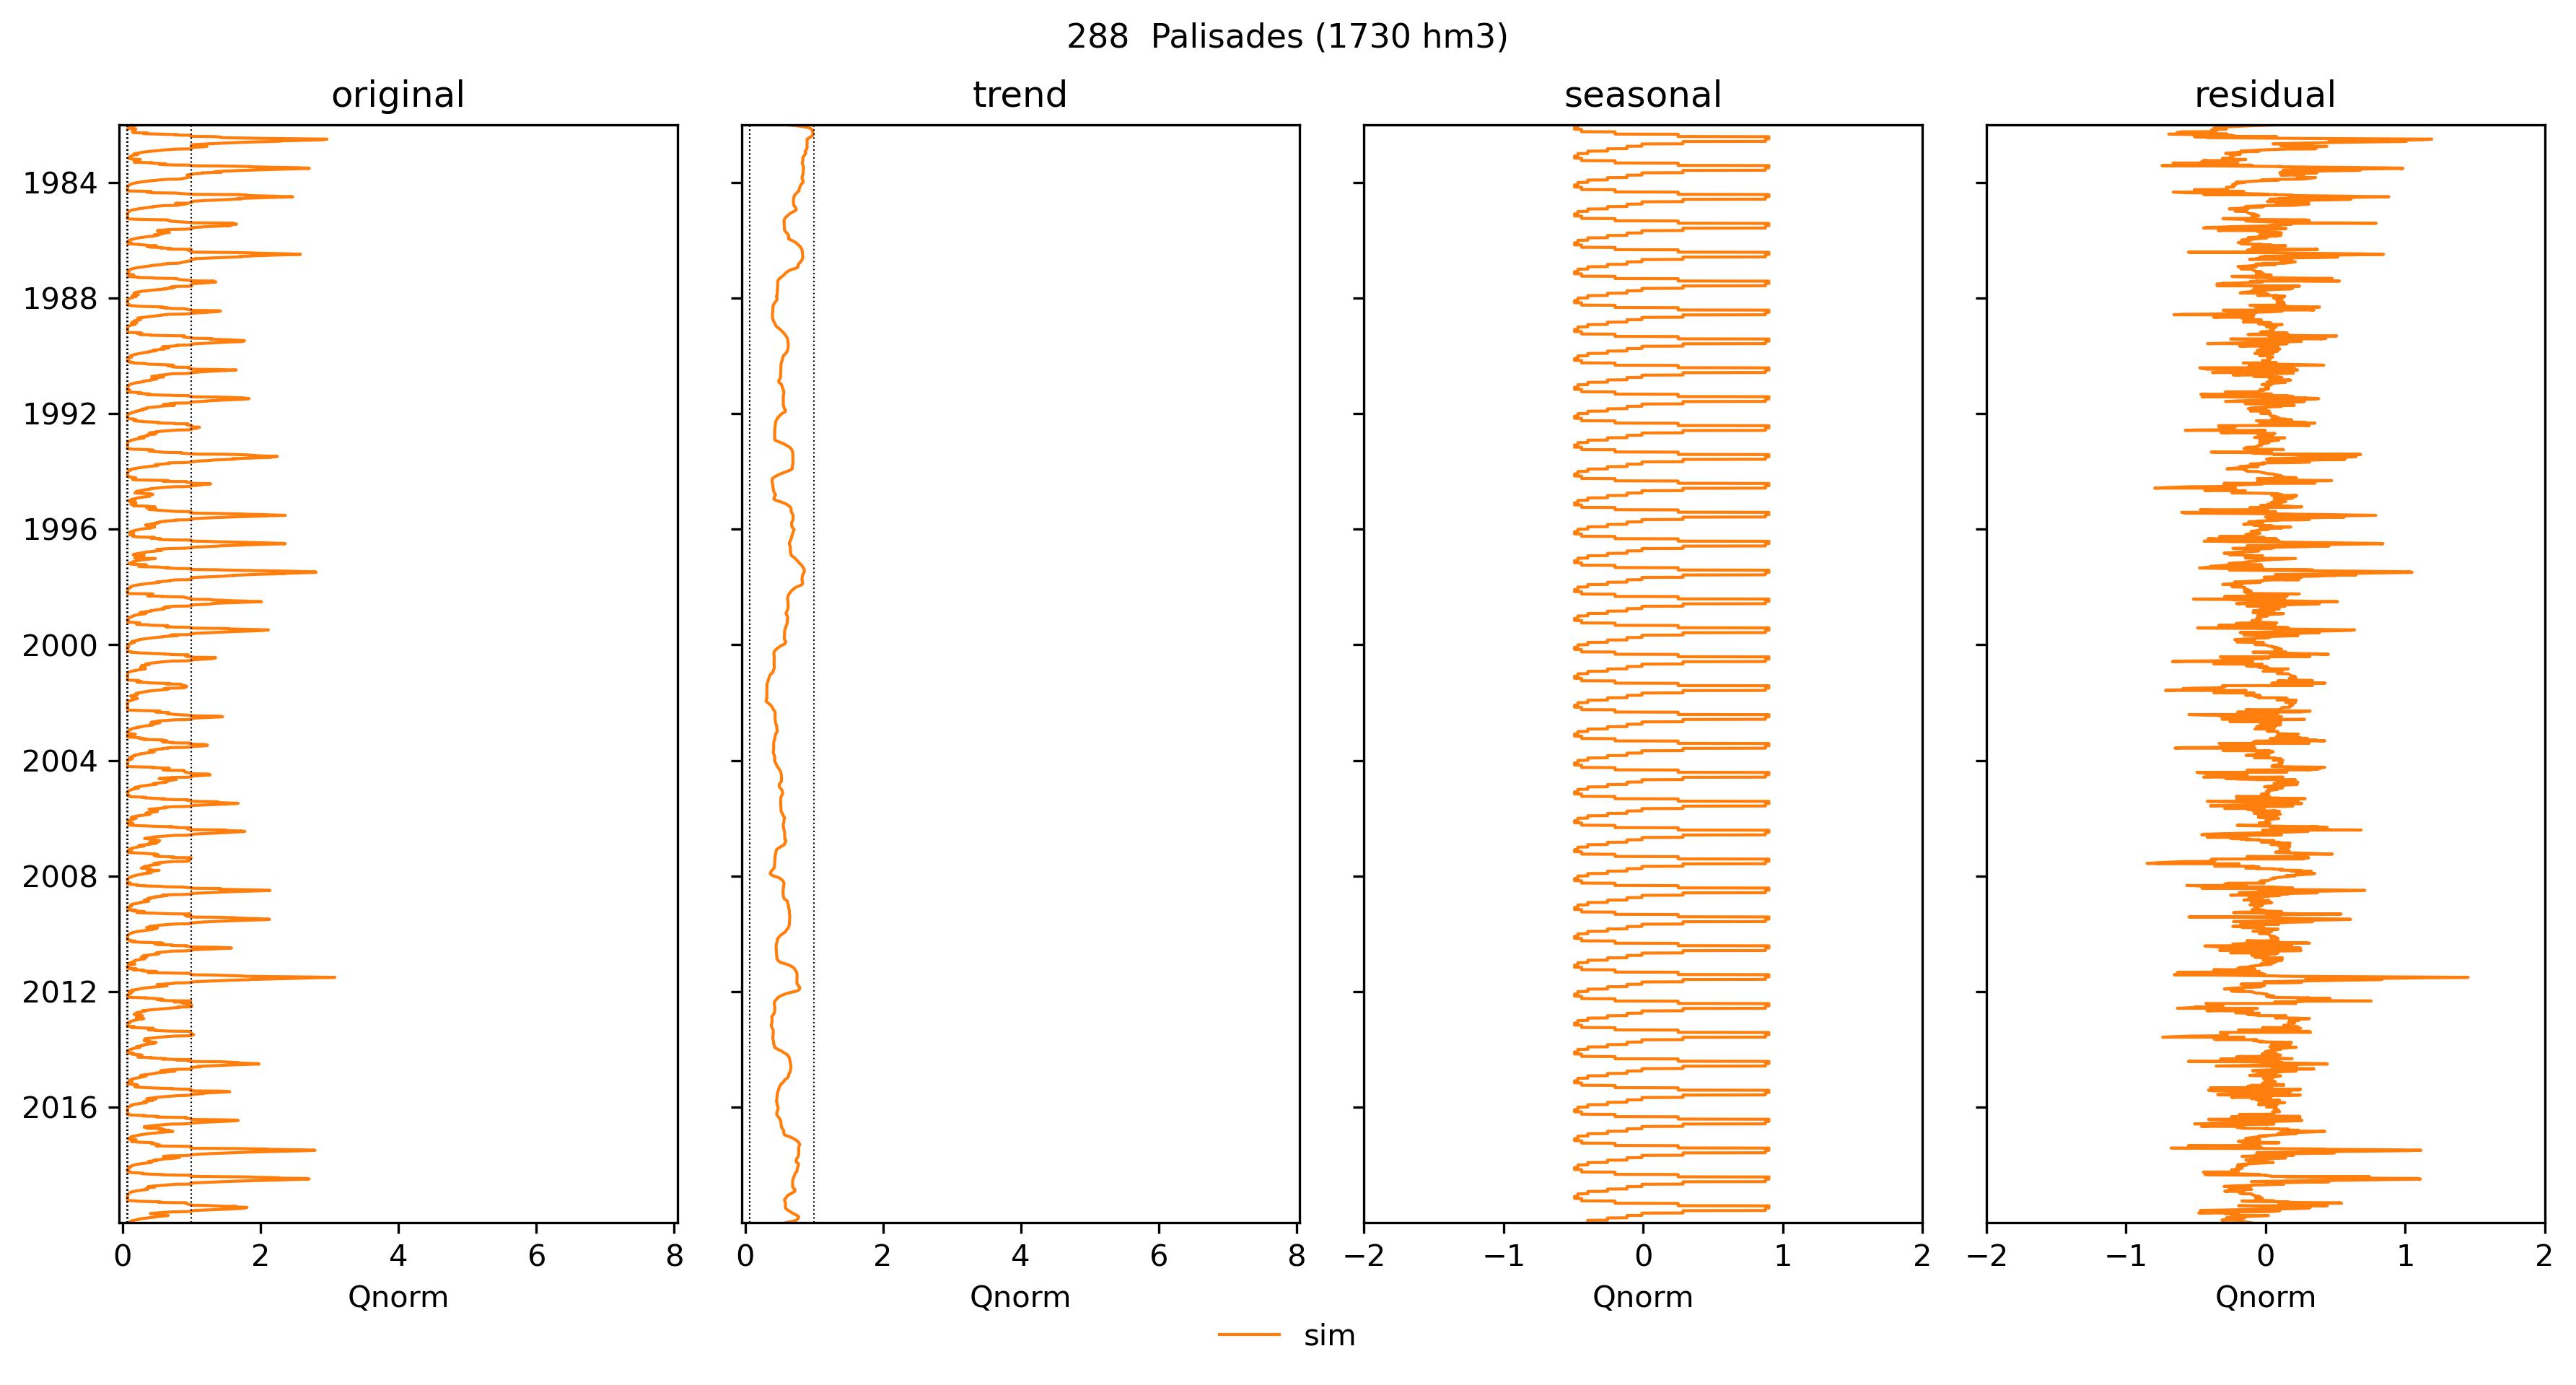 288  Palisades (1730 hm3)
original
trend
seasonal
residual
1984
1988
1992
1996
2000
2004
2008
2012
2016
0 2 4 6 8
0 2 4 6 8
−2 −1 0 1 2
−2 −1 0 1 2
Qnorm
Qnorm
Qnorm
Qnorm
sim